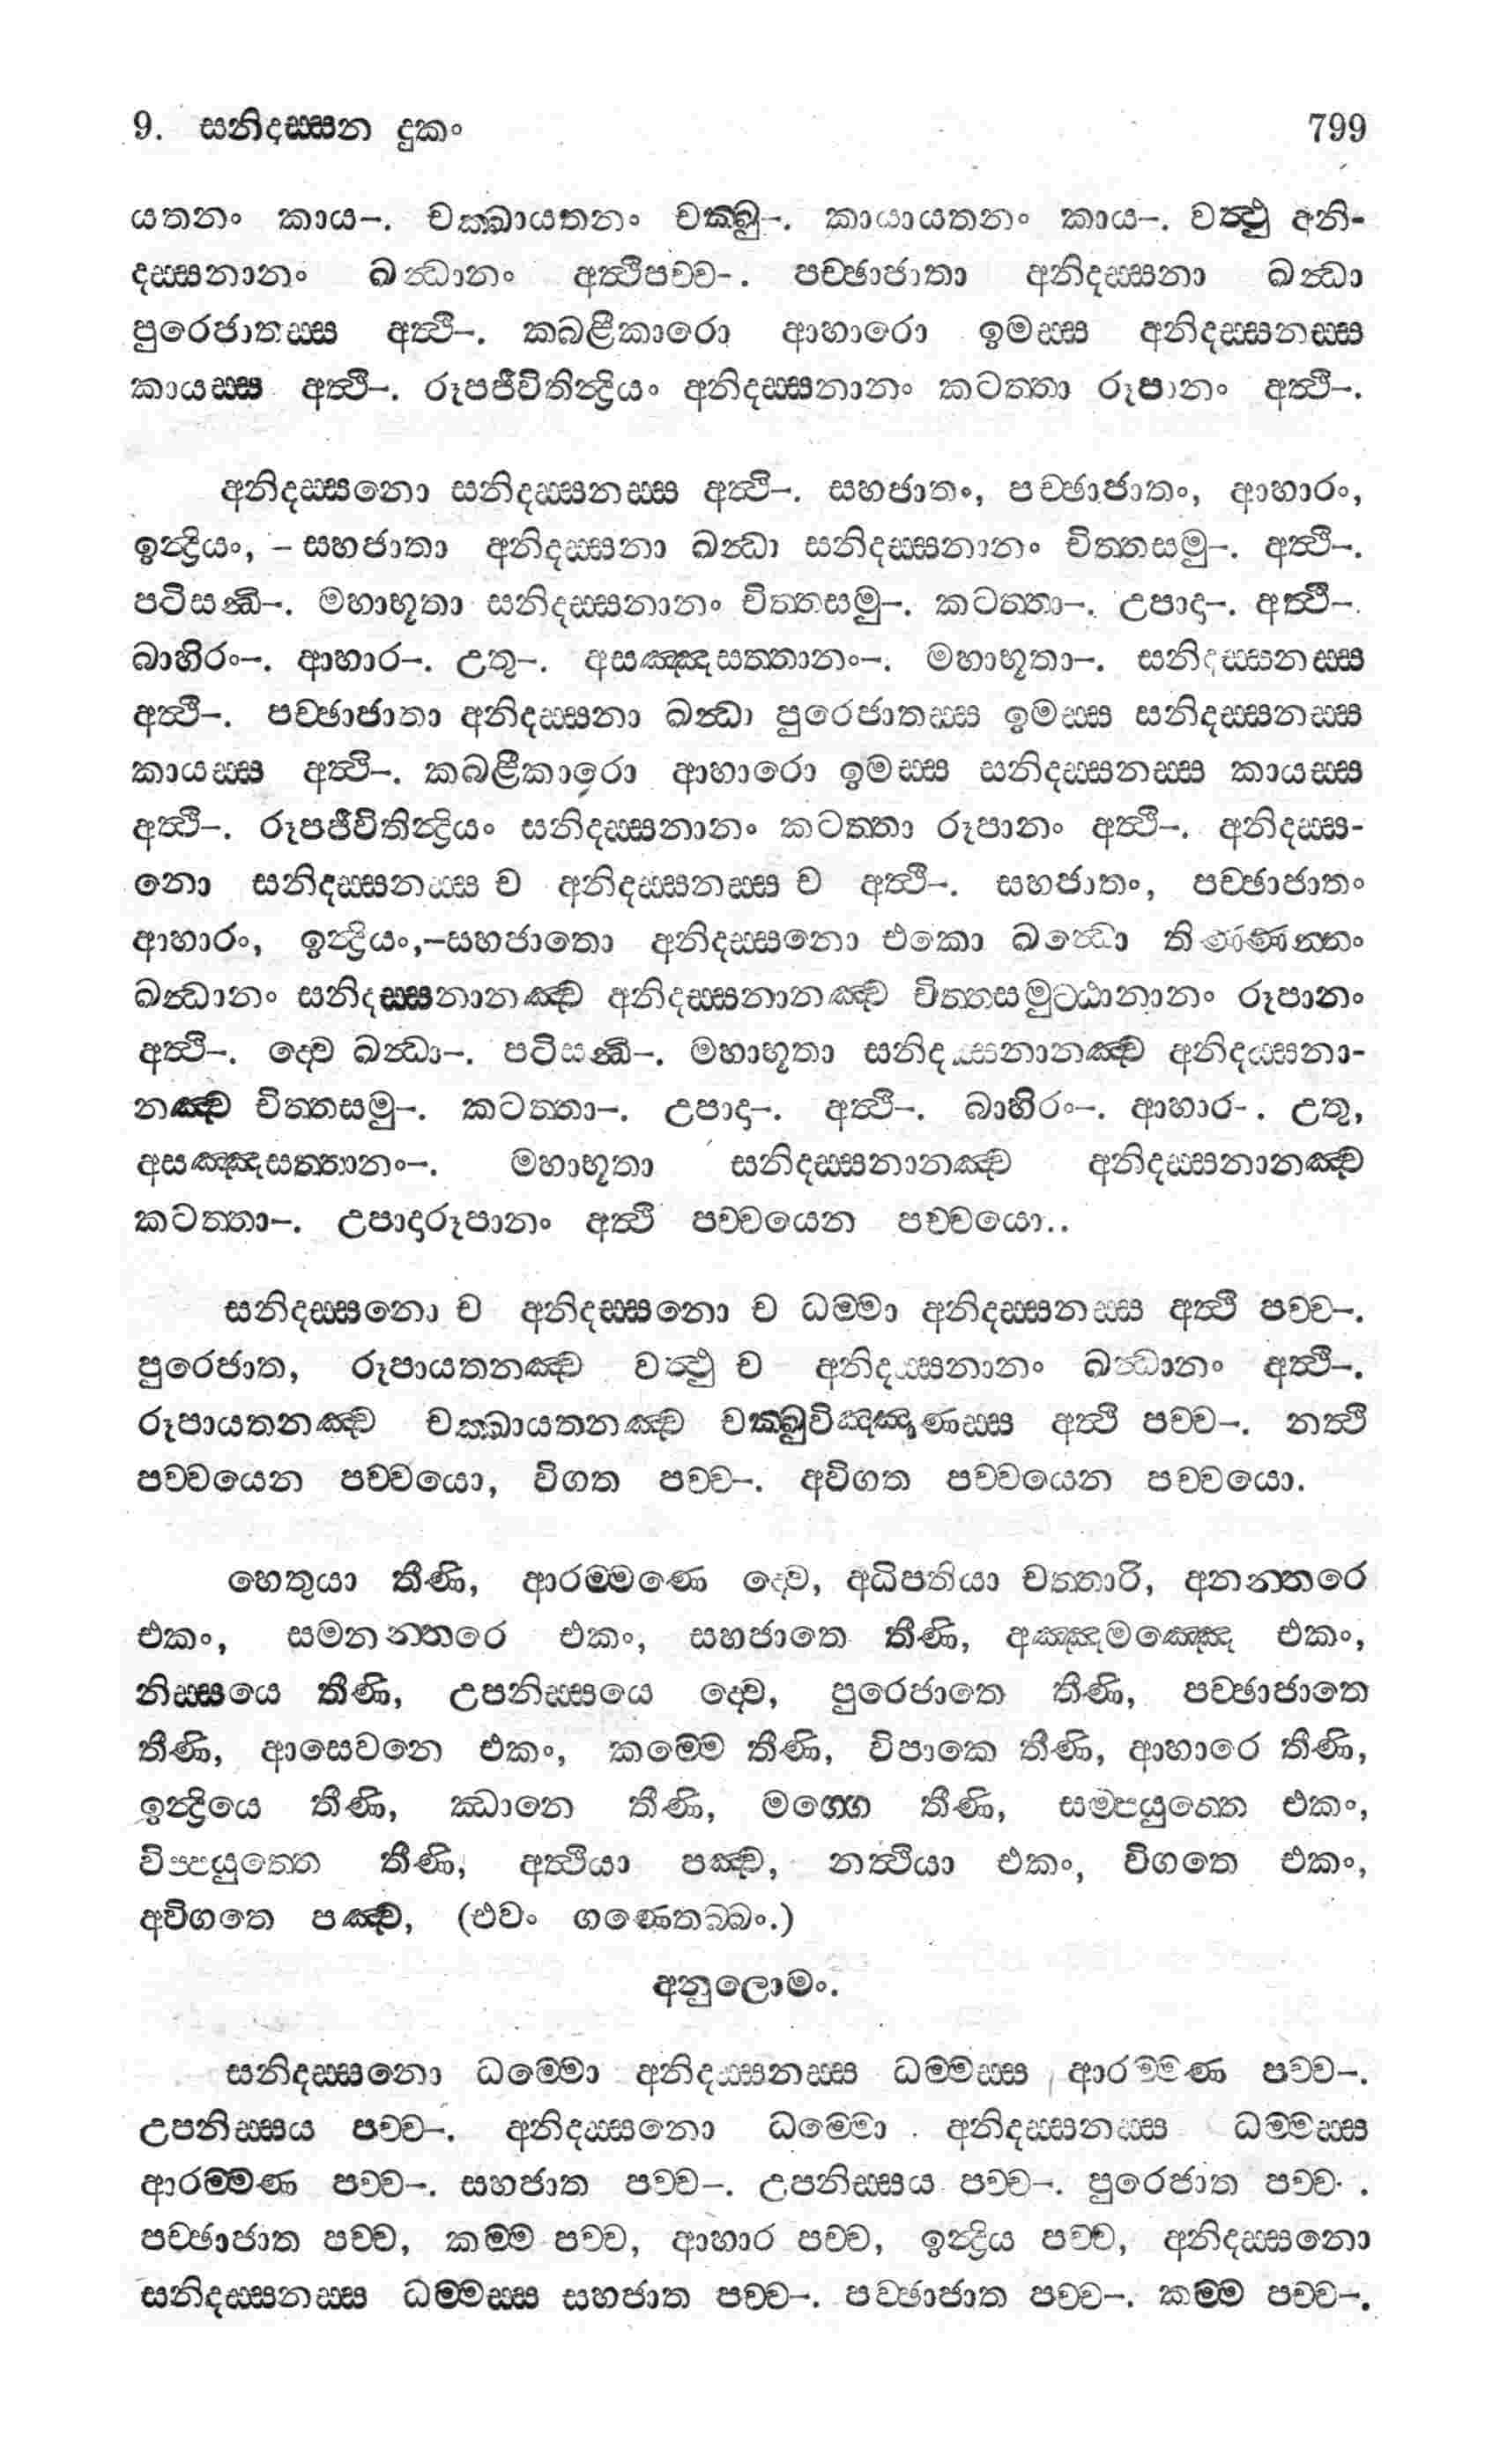 9. සනිදස්සන දුකං 799
යතනං කාය–. චක්ඛායතනං චක්ඛු–. කායායතනං කාය–. වත්ථු අනි-
දස්සනානං ඛන්ධානං අත්ථිපච්ච–. පච්ඡාජාතා අනිදස්සනා ඛන්ධා
පුරෙජාතස්ස අත්ථි–. කබළීකාරො ආහාරො ඉමස්ස අනිදස්සනස්ස
කායස්ස අත්ථි–. රූපජීවිතින්ද්‍රියං අනිදස්සනානං කටත්තා රූපානං අත්ථි–.
අනිදස්සනො සනිදස්සනස්ස අත්ථි–. සහජාතං, පච්ඡාජාතං, ආහාරං,
ඉන්ද්‍රියං, – සහජාතා අනිදස්සනා ඛන්ධා සනිදස්සනානං චිත්තසමු–. අත්ථි–.
පටිසන්ධි–. මහාභූතා සනිදස්සනානං චිත්තසමු–. කටත්තා–. උපාදා–. අත්ථි–.
බාහිරං–. ආහාර–. උතු–. අසඤ්ඤසත්තානං–. මහාභූතා–. සනිදස්සනස්ස
අත්ථි–. පච්ඡාජාතා අනිදස්සනා ඛන්ධා පුරෙජාතස්ස ඉමස්ස සනිදස්සනස්ස
කායස්ස අත්ථි–. කබළීකාරො ආහාරො ඉමස්ස සනිදස්සනස්ස කායස්ස
අත්ථි–. රූපජීවිතින්ද්‍රියං සනිදස්සනානං කටත්තා රූපානං අත්ථි–. අනිදස්ස-
නො සනිදස්සනස්ස ච අනිදස්සනස්ස ච අත්ථි–. සහජාතං, පච්ඡාජාතං
ආහාරං, ඉන්ද්‍රියං,–සහජාතො අනිදස්සනො එකො ඛන්ධො තිණ්ණන්නං
ඛන්ධානං සනිදස්සනානඤ්ච අනිදස්සනානඤ්ච චිත්තසමුට්ඨානානං රූපානං
අත්ථි–. ද්වෙ ඛන්ධා–. පටිසන්ධි–. මහාභූතා සනිදස්සනානඤ්ච අනිදස්සනා-
නඤ්ච චිත්තසමු–. කටත්තා–. උපාදා–. අත්ථි–. බාහිරං–. ආහාර-. උතු,
අසඤ්ඤසත්තානං–. මහාභූතා සනිදස්සනානඤ්ච අනිදස්සනානඤ්ච
කටත්තා–. උපාදාරූපානං අත්ථි පච්චයෙන පච්චයො..
සනිදස්සනො ච අනිදස්සනො ච ධම්මා අනිදස්සනස්ස අත්ථි පච්ච–.
පුරෙජාත, රූපායතනඤ්ච වත්ථු ච අනිදස්සනානං ඛන්ධානං අත්ථි–.
රූපායතනඤ්ච චක්ඛායතනඤ්ච චක්ඛුවිඤ්ඤාණස්ස අත්ථි පච්ච–. නත්ථි
පච්චයෙන පච්චයො, විගත පච්ච–. අවිගත පච්චයෙන පච්චයො.
හෙතුයා තීණි, ආරම්මණෙ ද්වෙ, අධිපතියා චත්තාරි, අනන්තරෙ
එකං, සමනන්තරෙ එකං, සහජාතෙ තීණි, අඤ්ඤමඤ්ඤෙ එකං,
නිස්සයෙ තීණි, උපනිස්සයෙ ද්වෙ, පුරෙජාතෙ තීණි, පච්ඡාජාතෙ
තීණි, ආසෙවනෙ එකං, කම්මෙ තීණි, විපාකෙ තීණි, ආහාරෙ තීණි,
ඉන්ද්‍රියෙ තීණි, ඣානෙ තීණි, මග්ගෙ තීණි, සම්පයුත්තෙ එකං,
විප්පයුත්තෙ තීණි, අත්ථියා පඤ්ච, නත්ථියා එකං, විගතෙ එකං,
අවිගතෙ පඤ්ච, (එවං ගණෙතබ්බං.)
අනුලොමං.
සනිදස්සනො ධම්මො අනිදස්සනස්ස ධම්මස්ස ආරම්මණ පච්ච–.
උපනිස්සය පච්ච–. අනිදස්සනො ධම්මො අනිදස්සනස්ස ධම්මස්ස
ආරම්මණ පච්ච–. සහජාත පච්ච–. උපනිස්සය පච්ච–. පුරෙජාත පච්ච-.
පච්ඡාජාත පච්ච, කම්ම පච්ච, ආහාර පච්ච, ඉන්ද්‍රිය පච්ච, අනිදස්සනො
සනිදස්සනස්ස ධම්මස්ස සහජාත පච්ච–. පච්ඡාජාත පච්ච–. කම්ම පච්ච–.